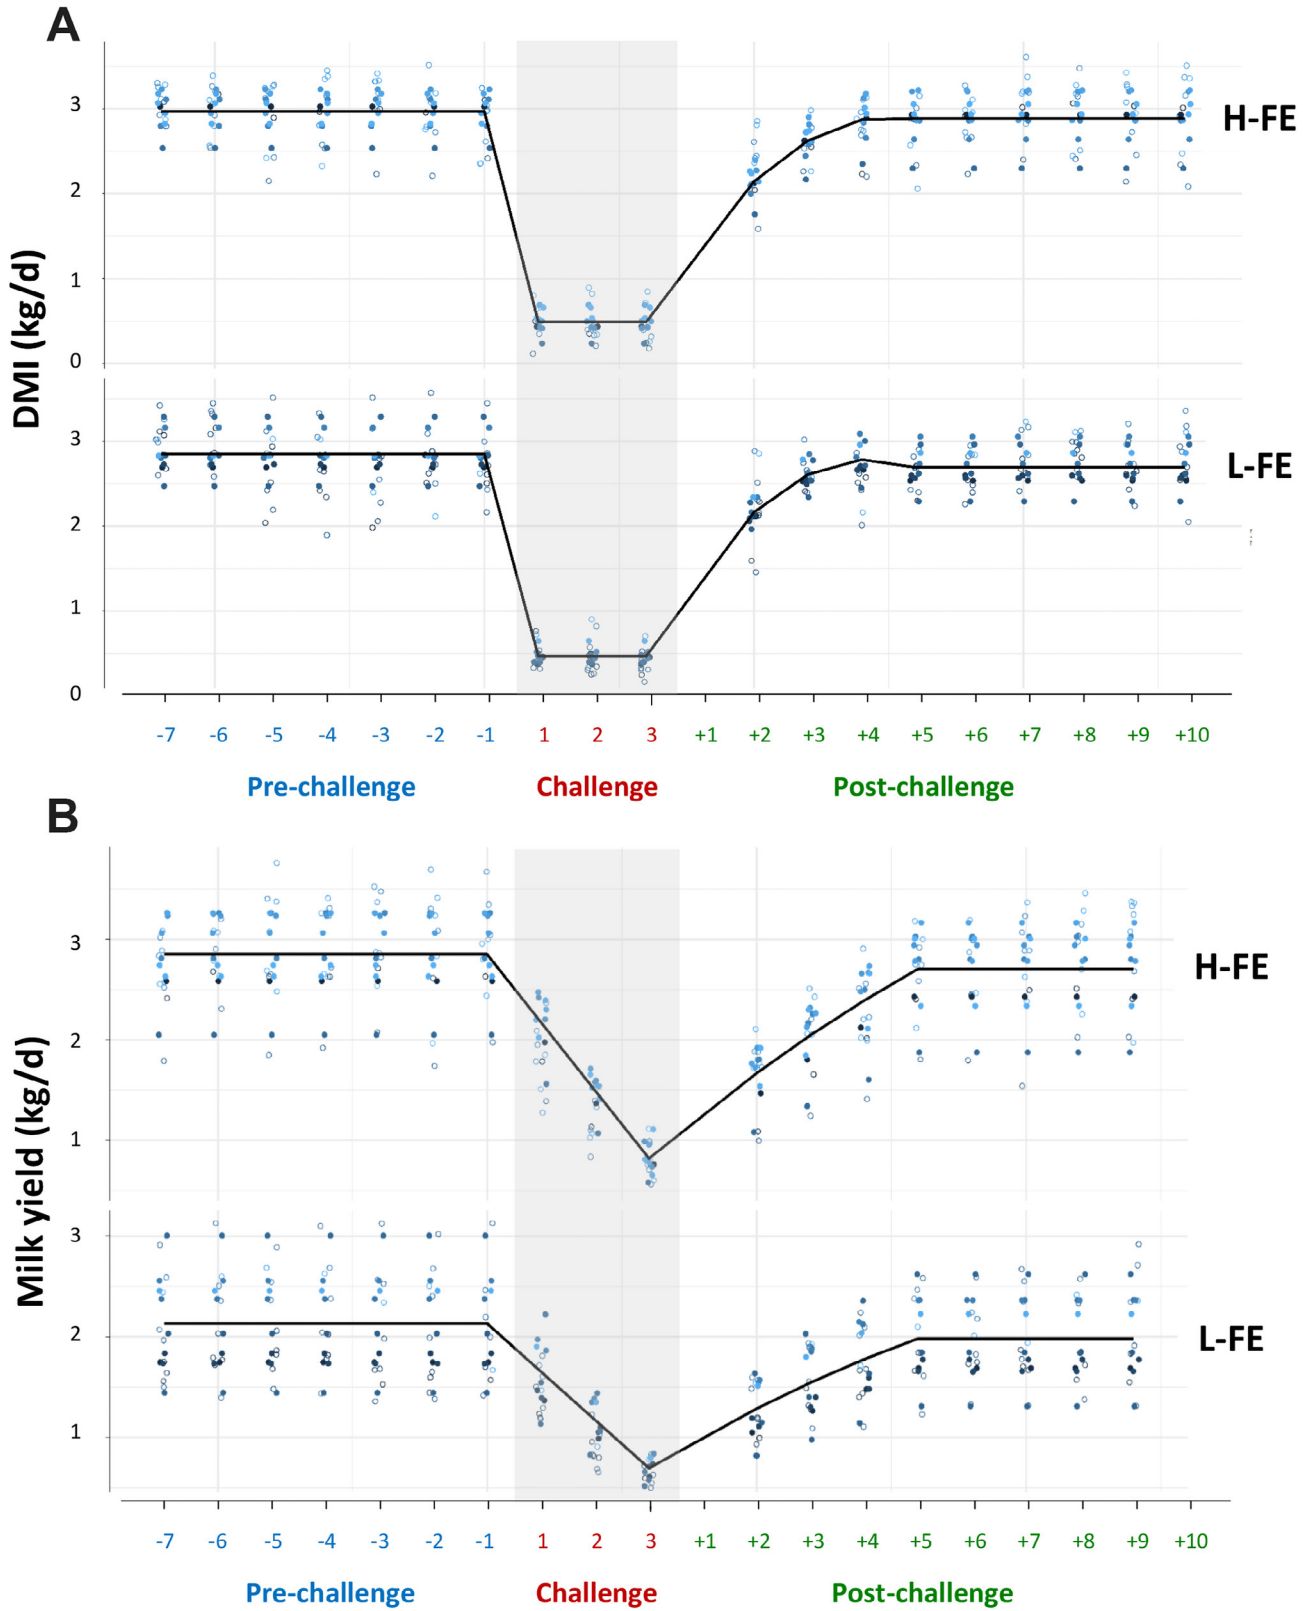 A
DMI (kg/d)
3
2
1
0
H-FE
3
2
1
0
L-FE
-7 -6 -5 -4 -3 -2 -1 1 2 3 +1 +2 +3 +4 +5 +6 +7 +8 +9 +10
Pre-challenge Challenge Post-challenge
B
Milk yield (kg/d)
3
2
1
H-FE
3
2
1
L-FE
-7 -6 -5 -4 -3 -2 -1 1 2 3 +1 +2 +3 +4 +5 +6 +7 +8 +9 +10
Pre-challenge Challenge Post-challenge